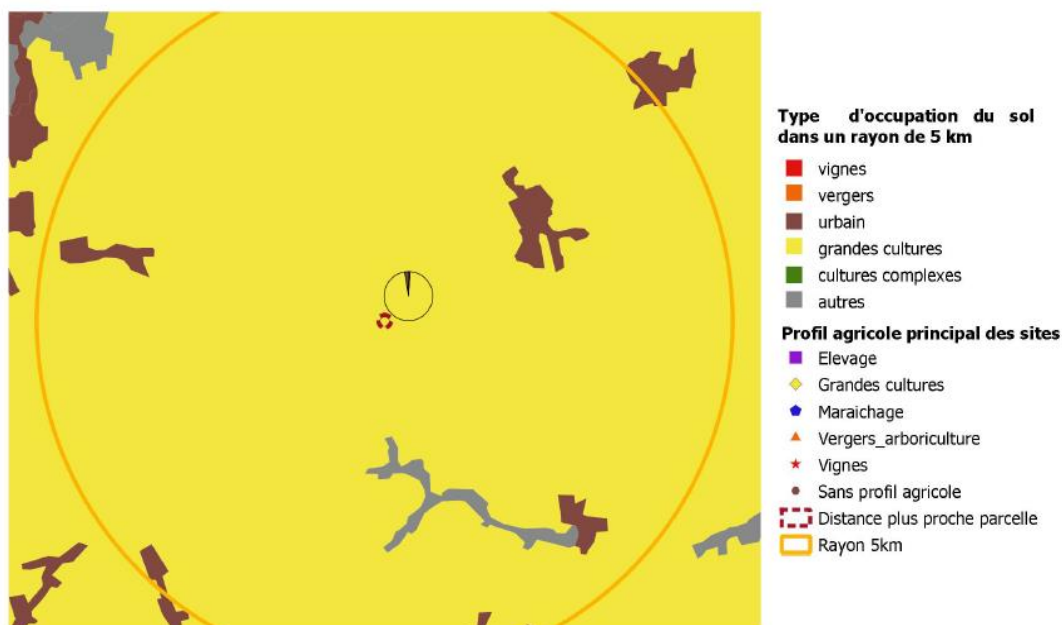 Type d'occupation du sol
dans un rayon de 5 km
vignes
vergers
urbain
grandes cultures
cultures complexes
autres
Profil agricole principal des sites
Elevage
Grandes cultures
Maraichage
Vergers_arboriculture
Vignes
Sans profil agricole
Distance plus proche parcelle
Rayon 5km